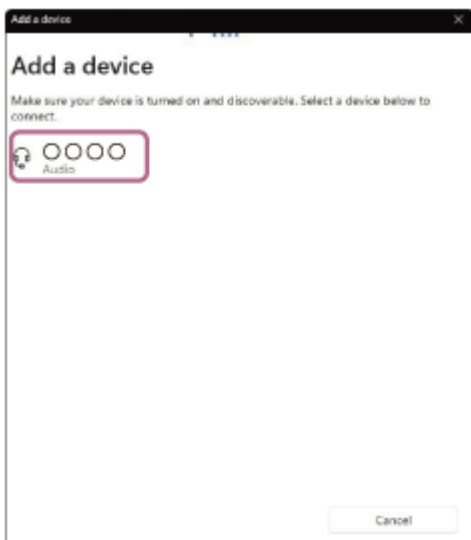 Add a device
Add a device
Make sure your device is turned on and discoverable. Select a device below to
connect.
○○○○
Audio
Cancel